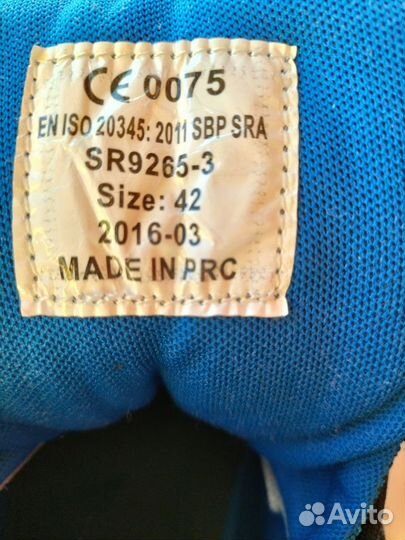 CE 0075
EN ISO 20345: 2011 SBP SRA
SR9265-3
Size: 42
2016-03
MADE IN PRC
Avito